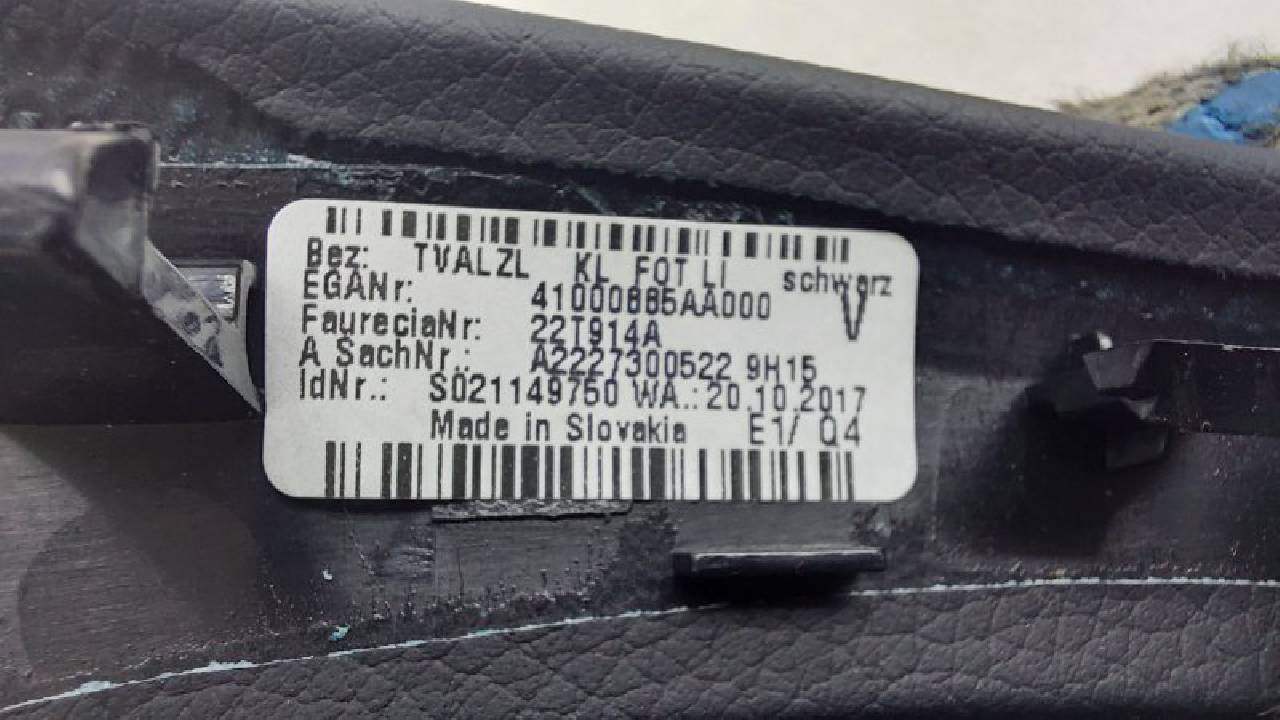 Bez: TVALZL KL FOT LI schwarz
EGANr: 41000885AA000 V
FaureciaNr: 22T914A
A SachNr.: A2227300522 9H15
IdNr.: S021149750 WA.: 20.10.2017
Made in Slovakia E1/ Q4